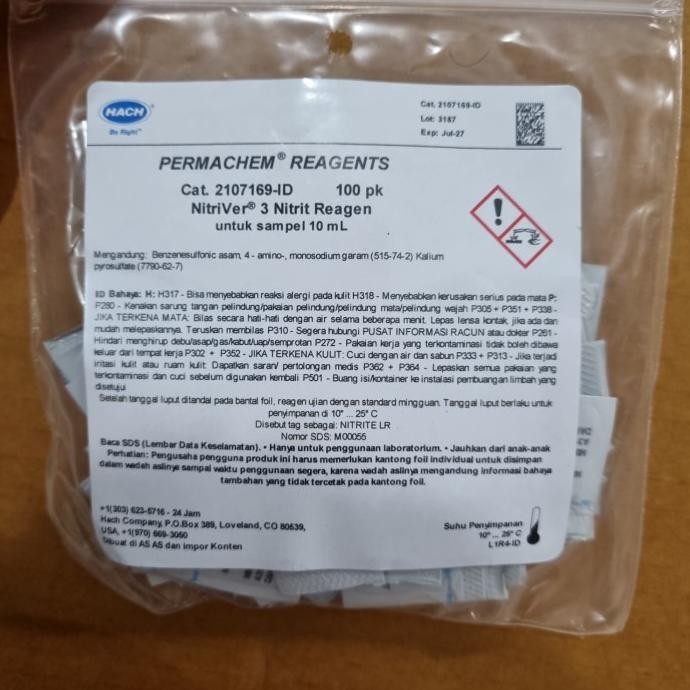 HACH
Be Right™
Cat. 2107169-ID
Lot: 3187
Exp: Jul-27
PERMACHEM® REAGENTS
Cat. 2107169-ID 100 pk
NitriVer® 3 Nitrit Reagen
untuk sampel 10 mL
Mengandung: Benzenesulfonic asam, 4 - amino-, monosodium garam (515-74-2) Kalium
pyrosulfate (7790-62-7)
ID Bahaya: H: H317 - Bisa menyebabkan reaksi alergi pada kulit H318 - Menyebabkan kerusakan serius pada mata P:
P280 - Kenakan sarung tangan pelindung/pakaian pelindung/pelindung mata/pelindung wajah P305 + P351 + P338 -
JIKA TERKENA MATA: Bilas secara hati-hati dengan air selama beberapa menit. Lepas lensa kontak, jika ada dan
mudah melepaskannya. Teruskan membilas P310 - Segera hubungi PUSAT INFORMASI RACUN atau dokter P261 -
Hindari menghirup debu/asap/gas/kabut/uap/semprotan P272 - Pakaian kerja yang terkontaminasi tidak boleh dibawa
keluar dari tempat kerja P302 + P352 - JIKA TERKENA KULIT: Cuci dengan air dan sabun P333 + P313 - Jika terjadi
iritasi kulit atau ruam kulit: Dapatkan saran/ pertolongan medis P362 + P364 - Lepaskan semua pakaian yang
terkontaminasi dan cuci sebelum digunakan kembali P501 - Buang isi/kontainer ke instalasi pembuangan limbah yang
disetujui
Setelah tanggal luput ditandai pada bantal foil, reagen ujian dengan standard mingguan. Tanggal luput berlaku untuk
penyimpanan di 10° ... 25° C
Disebut tag sebagai: NITRITE LR
Nomor SDS: M00055
Baca SDS (Lembar Data Keselamatan). • Hanya untuk penggunaan laboratorium. • Jauhkan dari anak-anak
Perhatian: Pengusaha pengguna produk ini harus memerlukan kantong foil individual untuk disimpan
dalam wadah aslinya sampai waktu penggunaan segera, karena wadah aslinya mengandung informasi bahaya
tambahan yang tidak tercetak pada kantong foil.
+1(303) 623-5716 - 24 Jam
Hach Company, P.O.Box 389, Loveland, CO 80539,
USA, +1(970) 669-3050
Dibuat di AS AS dan impor Konten
Suhu Penyimpanan
10° ... 25° C
L1R4-ID